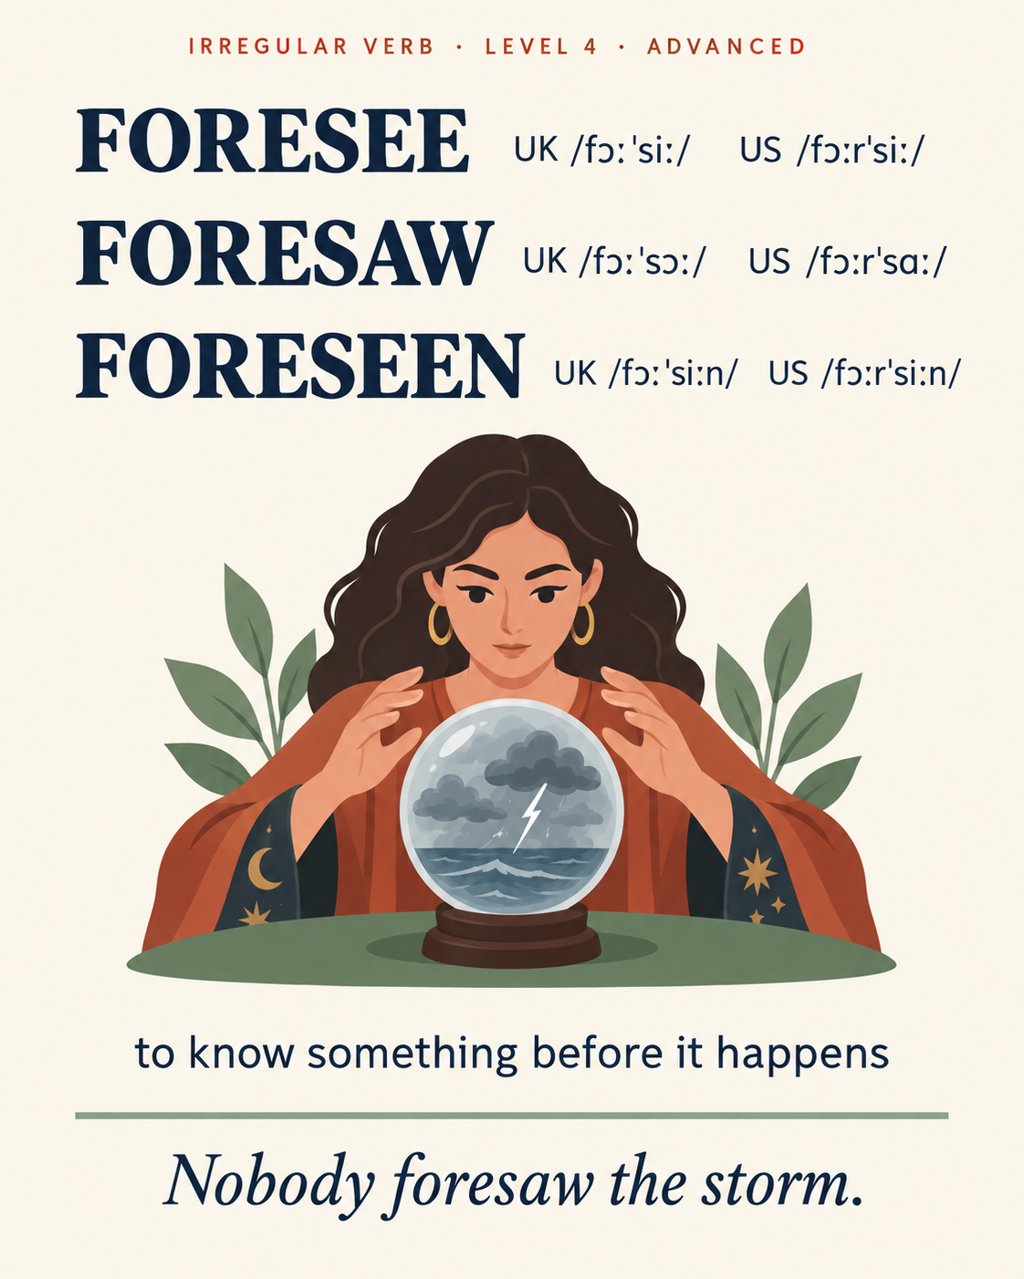 IRREGULAR VERB · LEVEL 4 · ADVANCED
FORESEE UK /fɔːˈsiː/ US /fɔːrˈsiː/
FORESAW UK /fɔːˈsɔː/ US /fɔːrˈsɑː/
FORESEEN UK /fɔːˈsiːn/ US /fɔːrˈsiːn/
to know something before it happens
Nobody foresaw the storm.